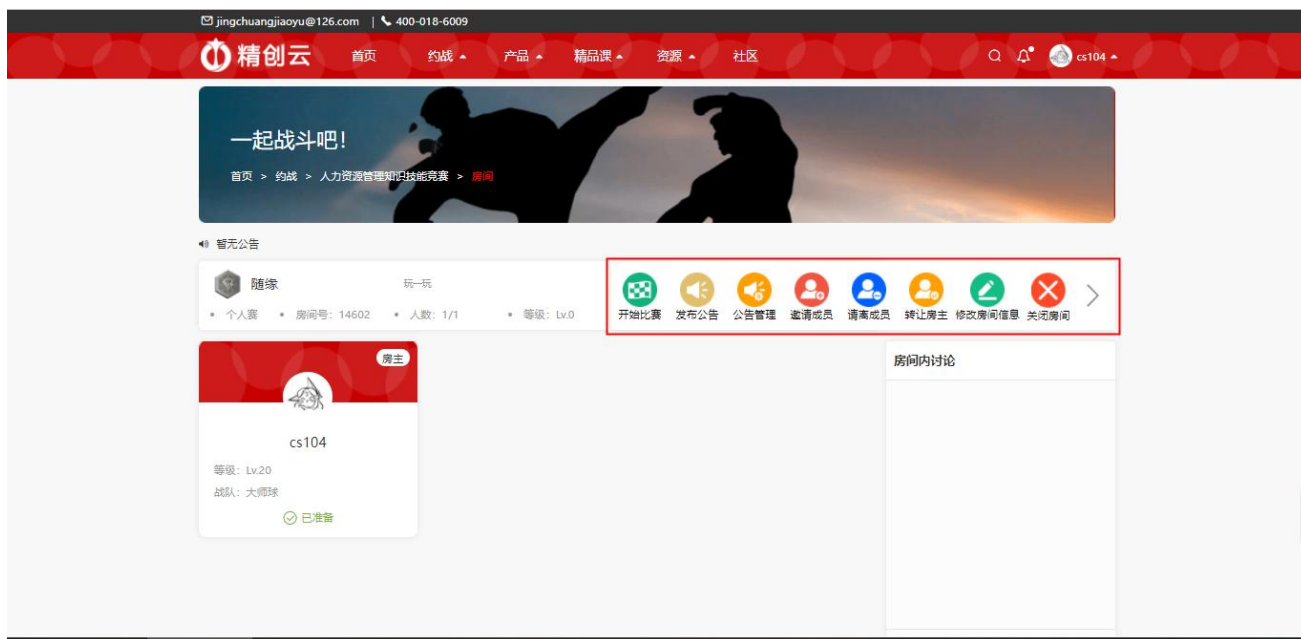 jingchuangjiaoyu@126.com | 400-018-6009
精创云 首页 约战 产品 精品课 资源 社区 cs104
一起战斗吧!
首页 > 约战 > 人力资源管理知识技能竞赛 > 房间
暂无公告
随缘 玩一玩
• 个人赛 • 房间号: 14602 • 人数: 1/1 • 等级: Lv.0
开始比赛 发布公告 公告管理 邀请成员 请离成员 转让房主 修改房间信息 关闭房间
房主
cs104
等级: Lv.20
战队: 大师球
已准备
房间内讨论